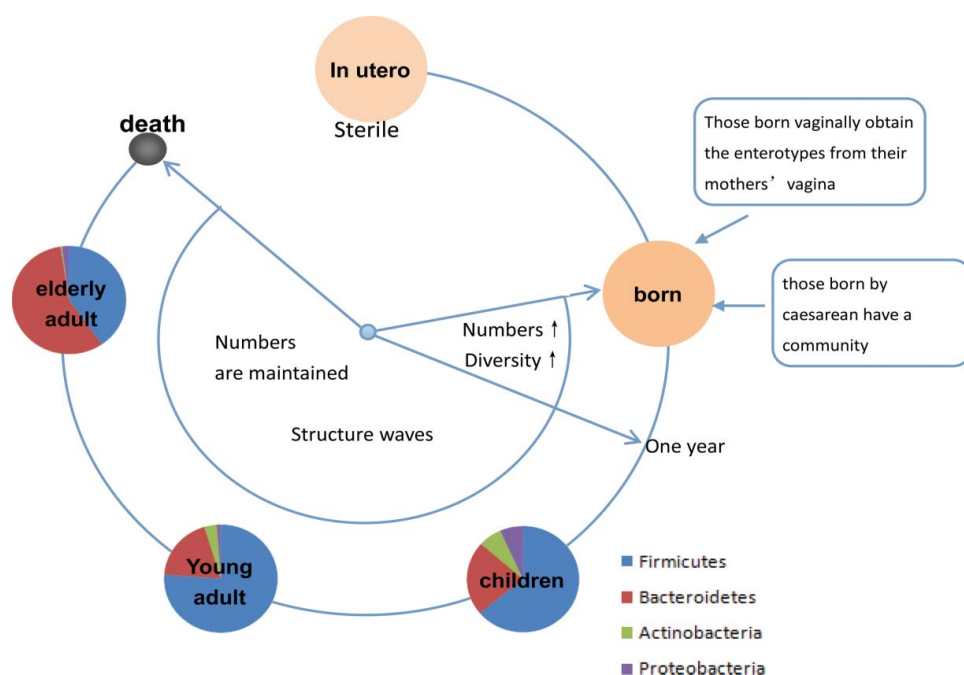 In utero
Sterile
death
Those born vaginally obtain
the enterotypes from their
mothers’ vagina
born
those born by
caesarean have a
community
elderly
adult
Numbers ↑
Diversity ↑
Numbers
are maintained
Structure waves
One year
Young
adult
children
Firmicutes
Bacteroidetes
Actinobacteria
Proteobacteria